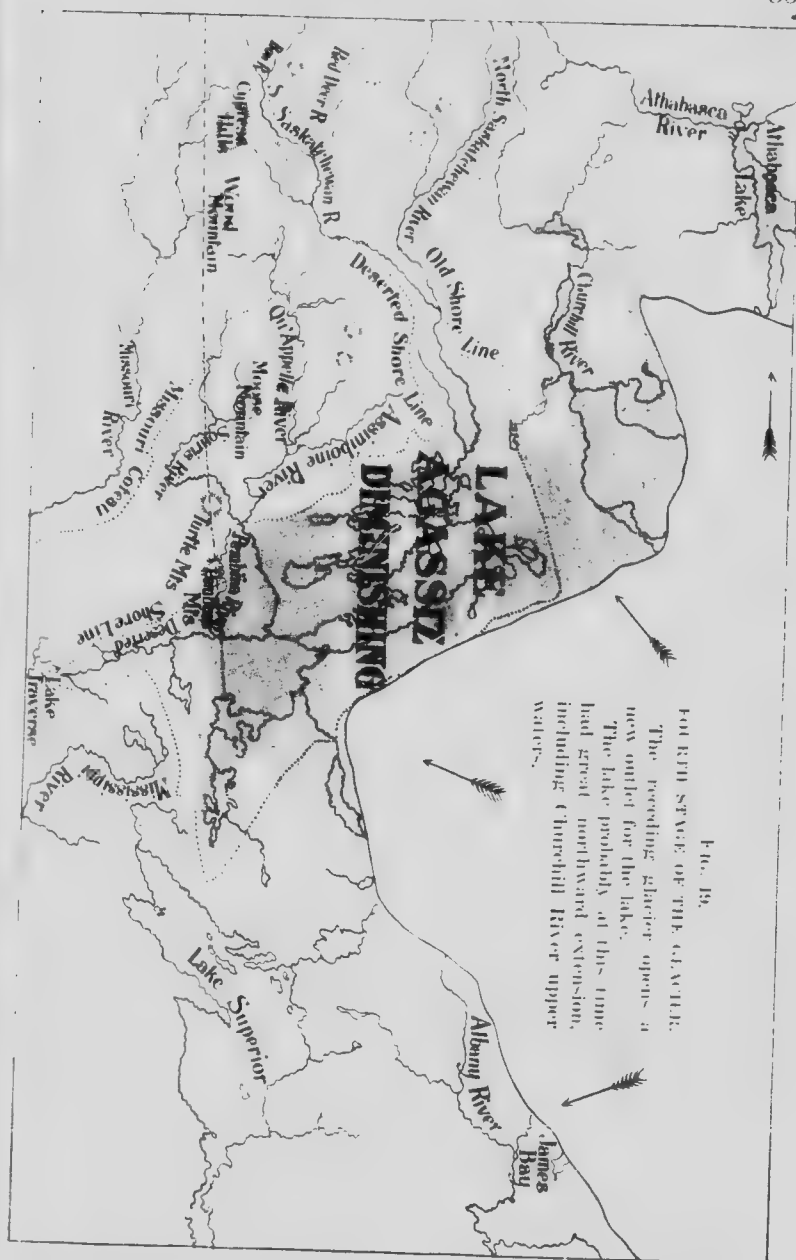 FIG. 19.
FOURTH STAGE OF THE GLACIER.
The receding glacier opens a
new outlet for the lake.
The lake probably at this time
had great northward extension,
including Churchill River upper
waters.
Athabasca
Lake
Athabasca
River
Churchill River
North Saskatchewan River
Old Shore
Line
Red Deer R
Bow R
S Saskatchewan R
Deserted Shore Line
Cypress
Hills
Wood
Mountain
Qu'Appelle River
Moose
Mountain
Assiniboine River
Souris River
Missouri
River
Missouri Coteau
LAKE
AGASSIZ
DIMINISHING
Turtle Mts
Pembina
Mts
Deserted
Shore Line
Lake
Traverse
Mississippi
River
Lake Superior
Albany River
James
Bay